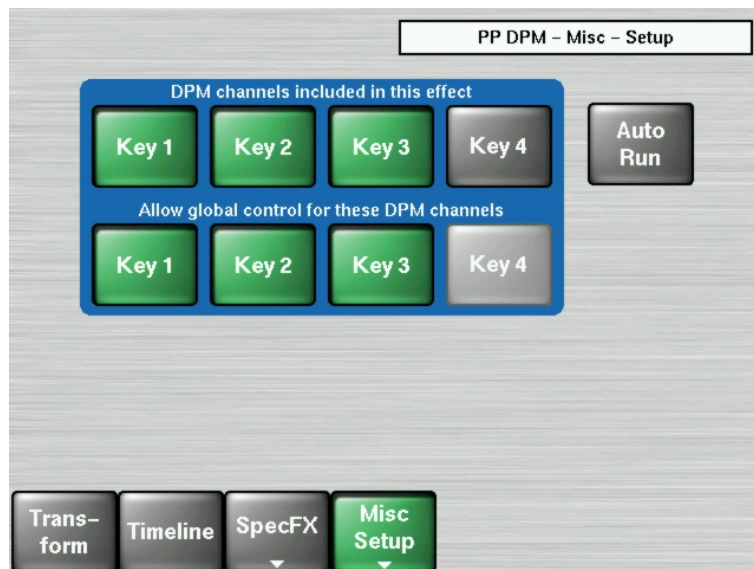 PP DPM – Misc – Setup
DPM channels included in this effect
Key 1
Key 2
Key 3
Key 4
Auto
Run
Allow global control for these DPM channels
Key 1
Key 2
Key 3
Key 4
Trans–
form
Timeline
SpecFX
Misc
Setup